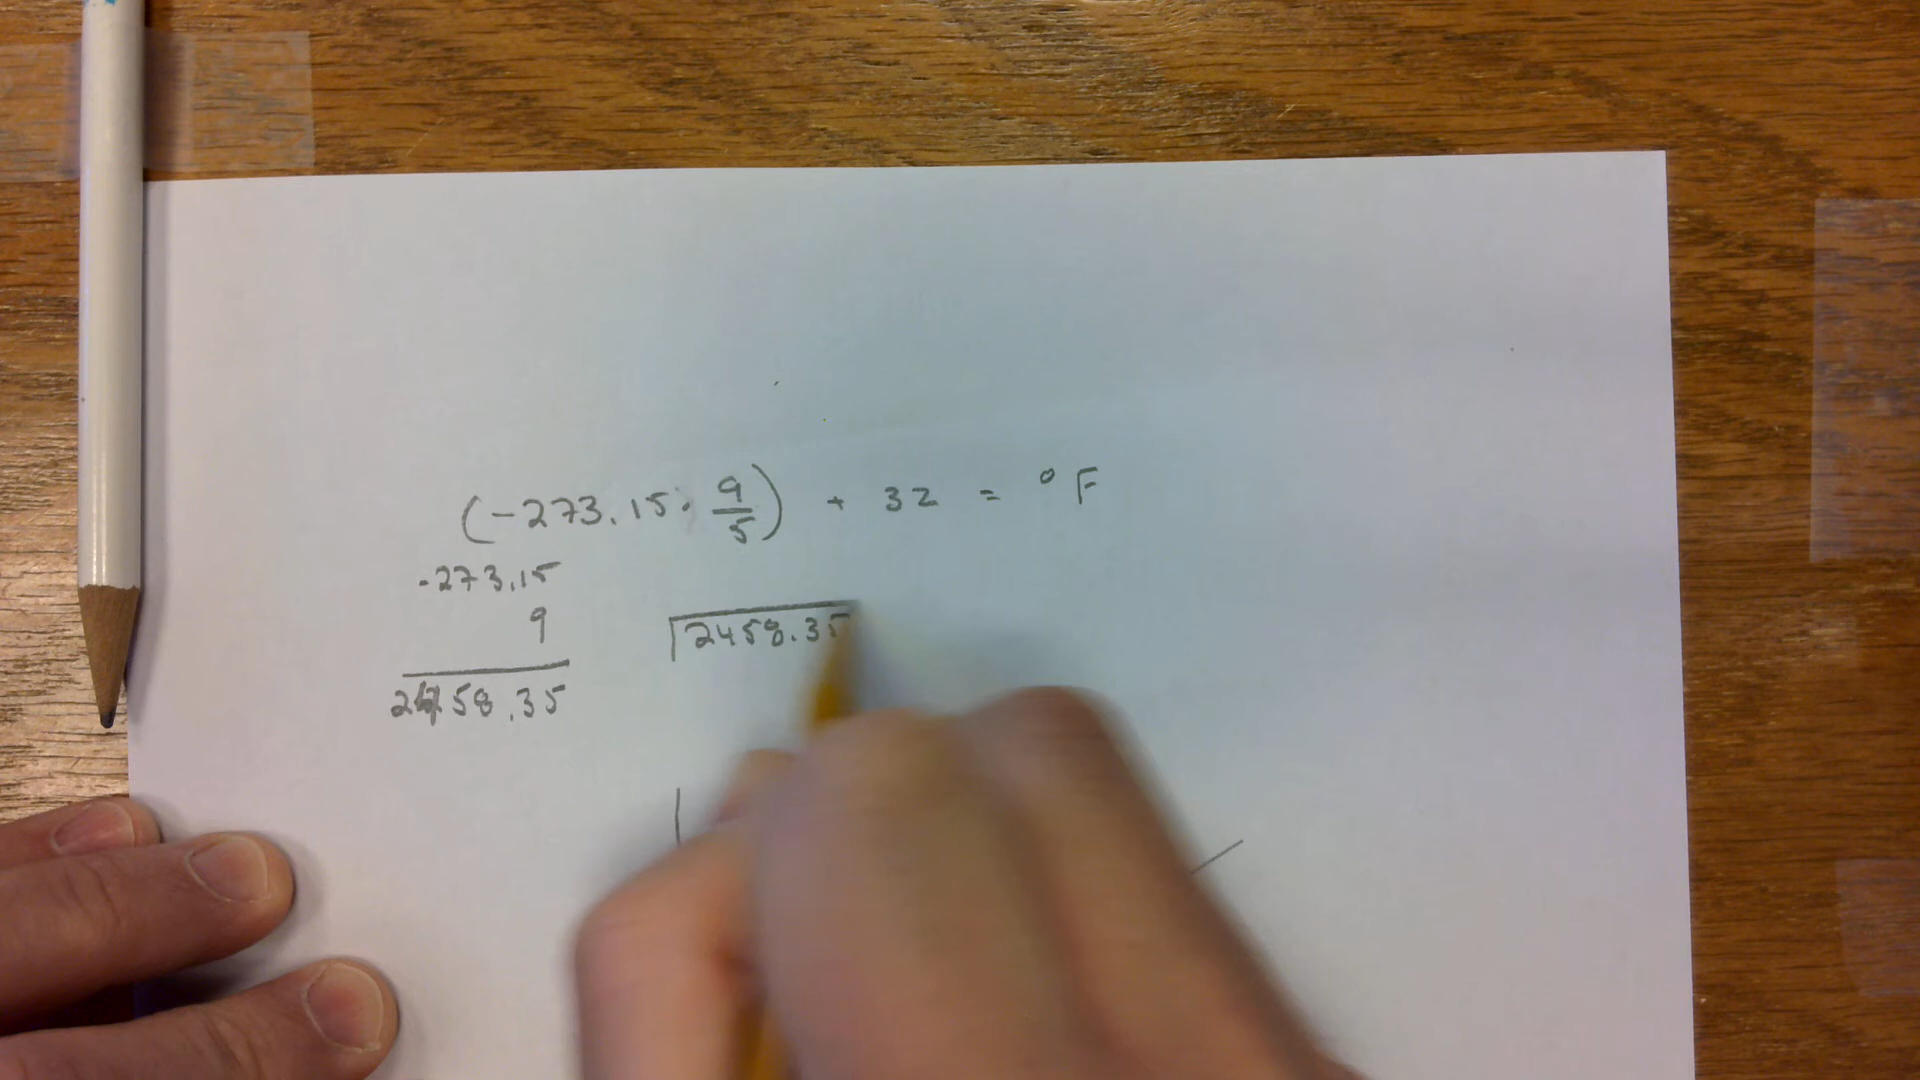 (-273.15 · 9/5) + 32 = °F
-273.15
9
2458.35
2458.35